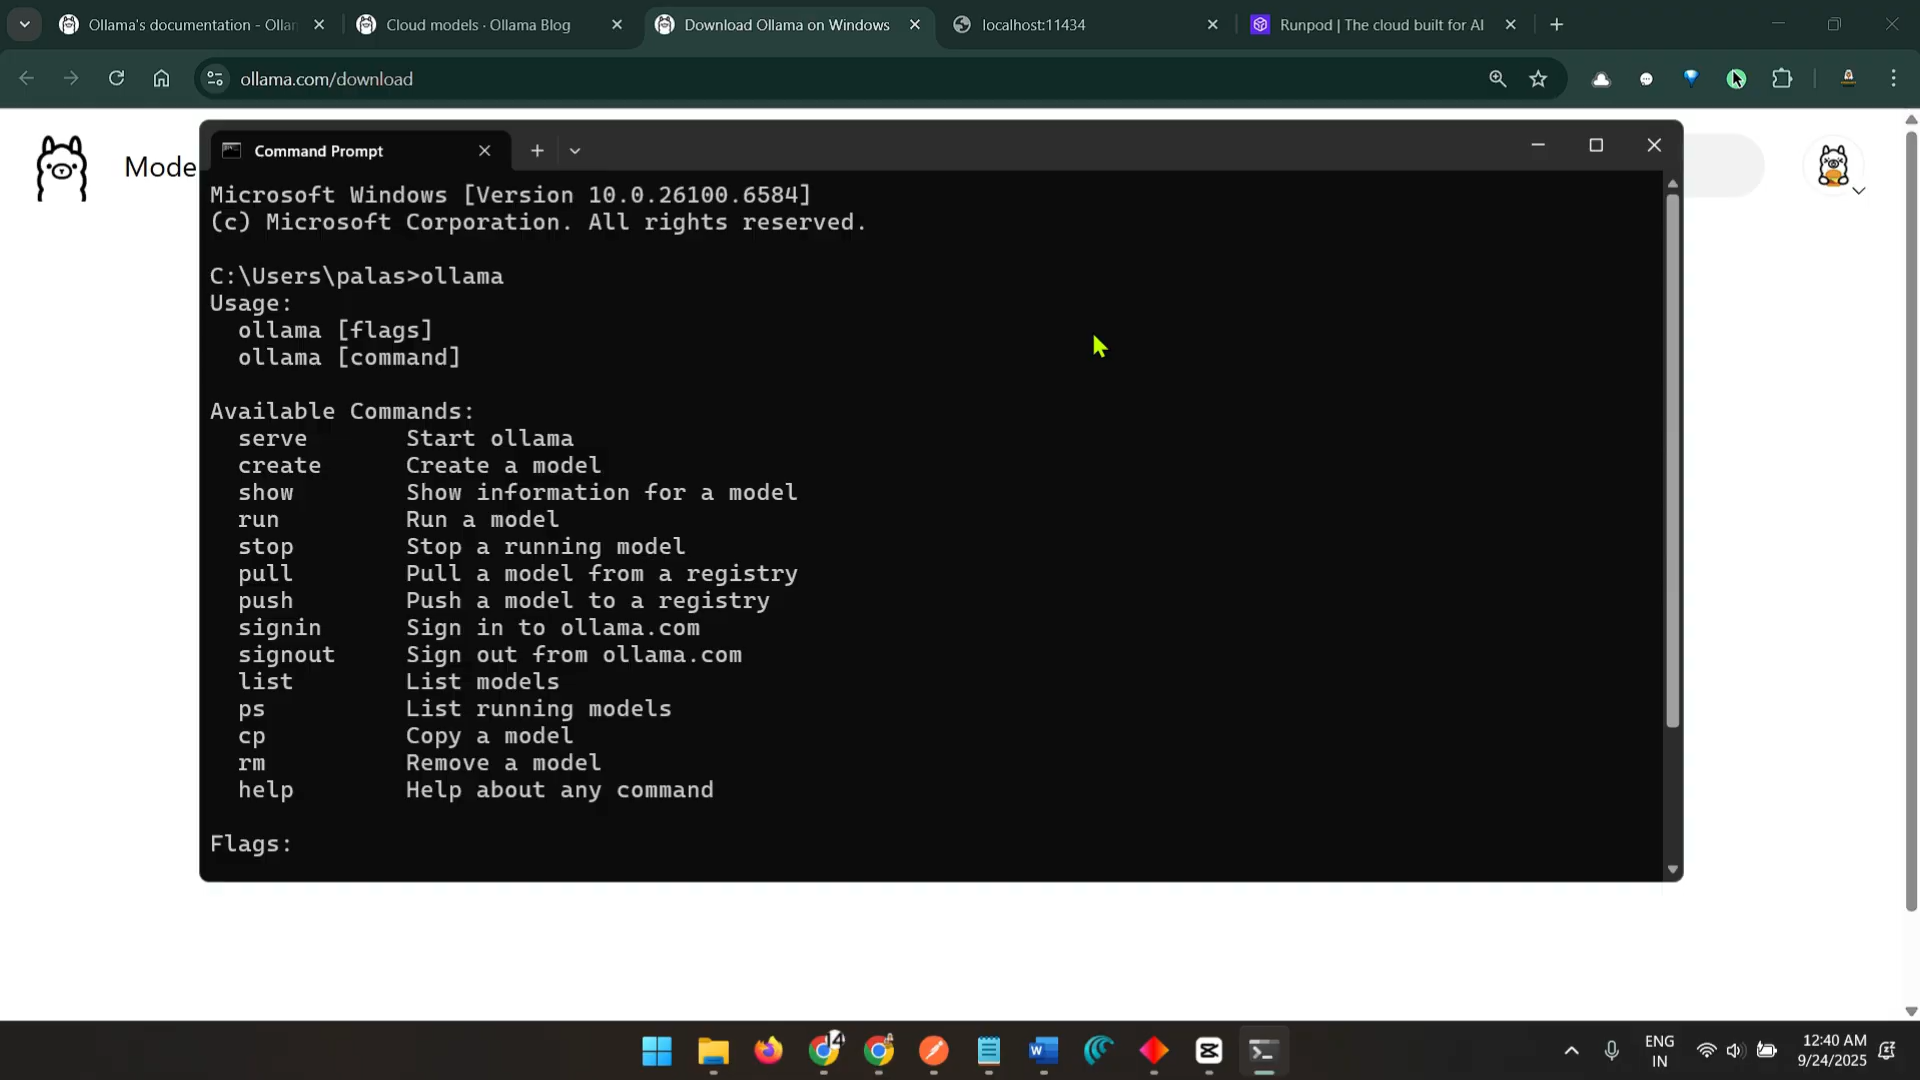 Ollama's documentation - Ollan
Cloud models · Ollama Blog
Download Ollama on Windows
localhost:11434
Runpod | The cloud built for AI
ollama.com/download
Mode
Command Prompt
Microsoft Windows [Version 10.0.26100.6584]
(c) Microsoft Corporation. All rights reserved.
C:\Users\palas>ollama
Usage:
ollama [flags]
ollama [command]
Available Commands:
serve Start ollama
create Create a model
show Show information for a model
run Run a model
stop Stop a running model
pull Pull a model from a registry
push Push a model to a registry
signin Sign in to ollama.com
signout Sign out from ollama.com
list List models
ps List running models
cp Copy a model
rm Remove a model
help Help about any command
Flags:
ENG
IN
12:40 AM
9/24/2025